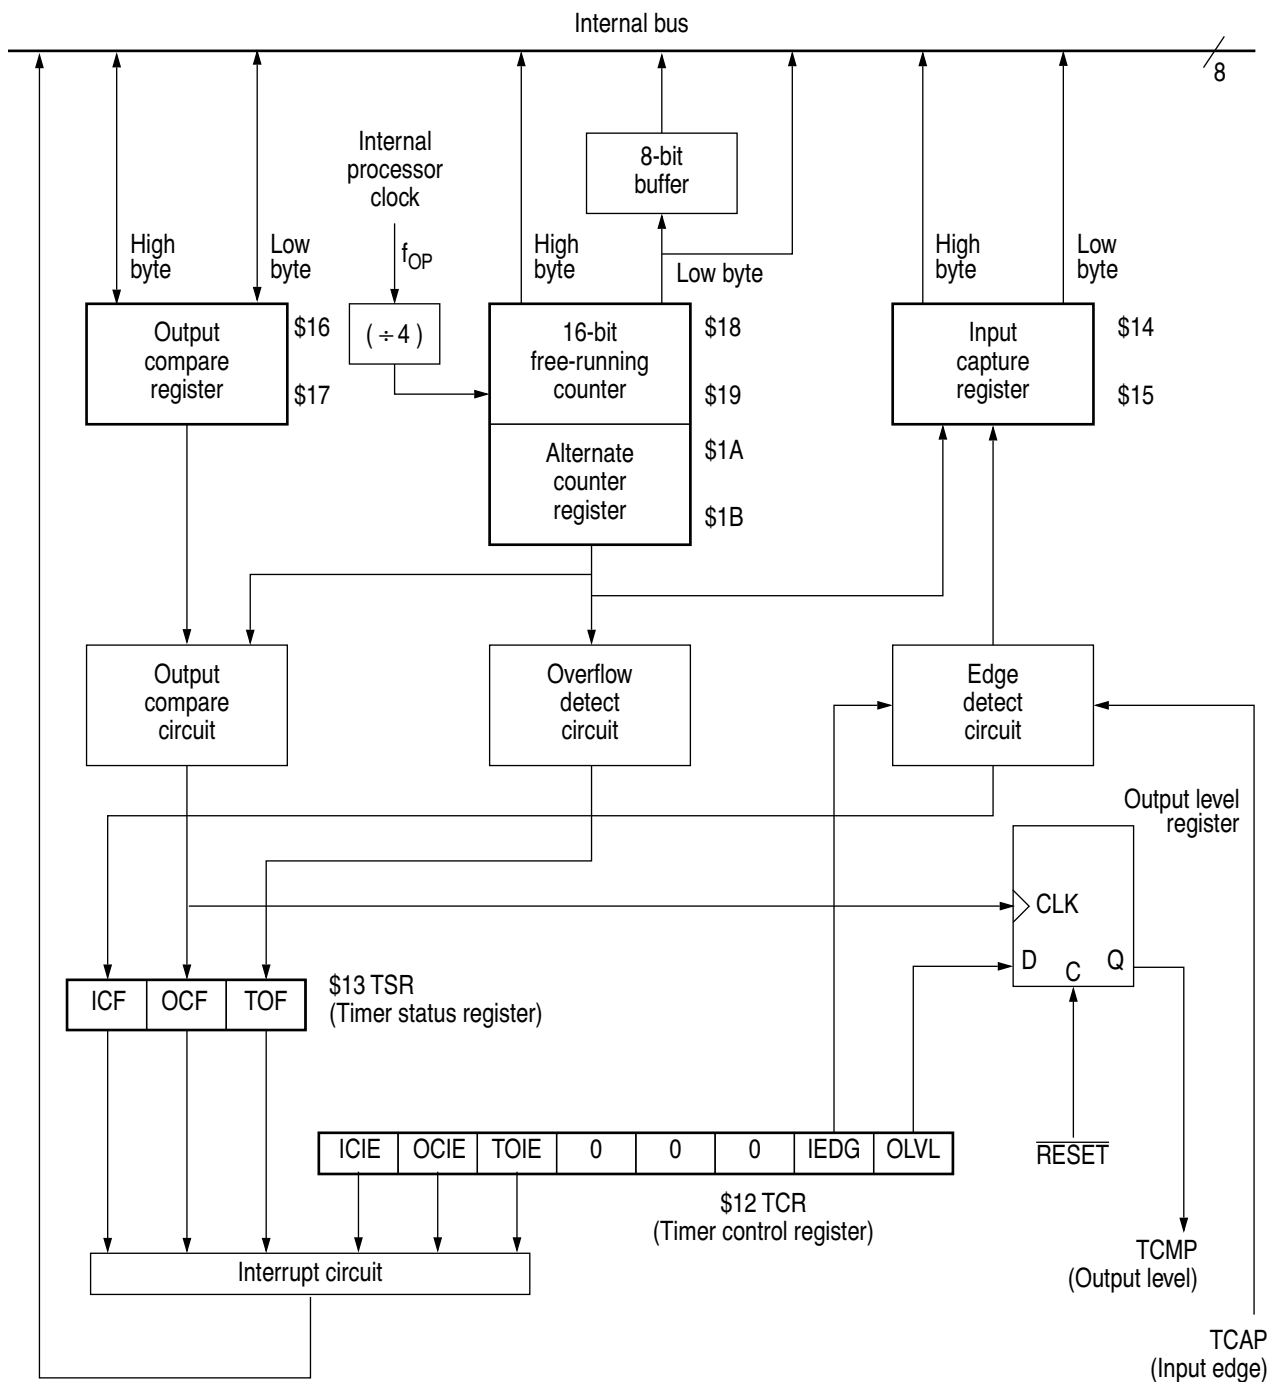 Internal bus
8
Internal
processor
clock
fOP
8-bit
buffer
High
byte
Low
byte
High
byte
Low byte
High
byte
Low
byte
Output
compare
register
$16
$17
( ÷ 4 )
16-bit
free-running
counter
$18
$19
Alternate
counter
register
$1A
$1B
Input
capture
register
$14
$15
Output
compare
circuit
Overflow
detect
circuit
Edge
detect
circuit
Output level
register
CLK
D
C
Q
ICF
OCF
TOF
$13 TSR
(Timer status register)
ICIE
OCIE
TOIE
0
0
0
IEDG
OLVL
RESET
$12 TCR
(Timer control register)
Interrupt circuit
TCMP
(Output level)
TCAP
(Input edge)